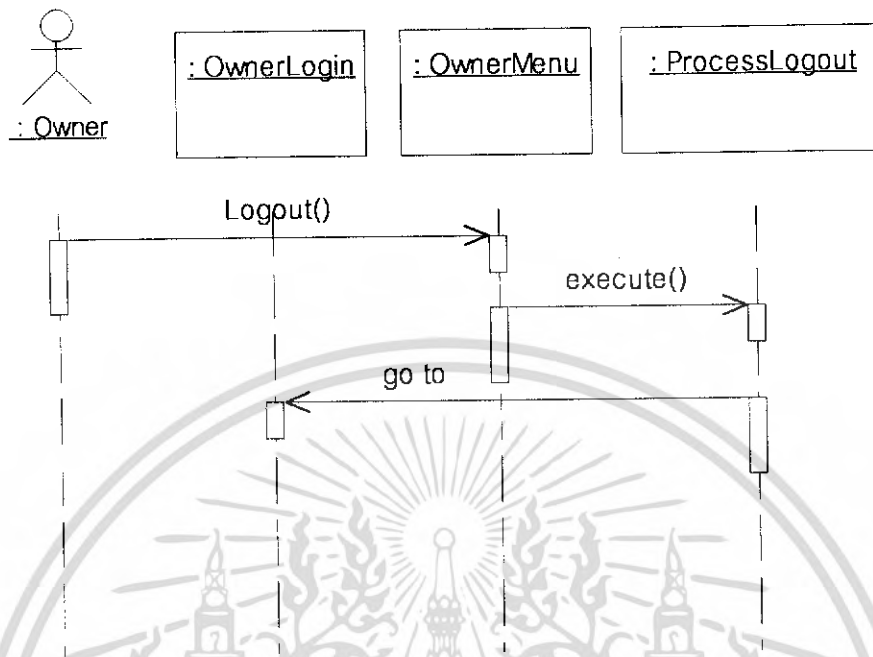 : Owner
: OwnerLogin
: OwnerMenu
: ProcessLogout
Logout()
execute()
go to